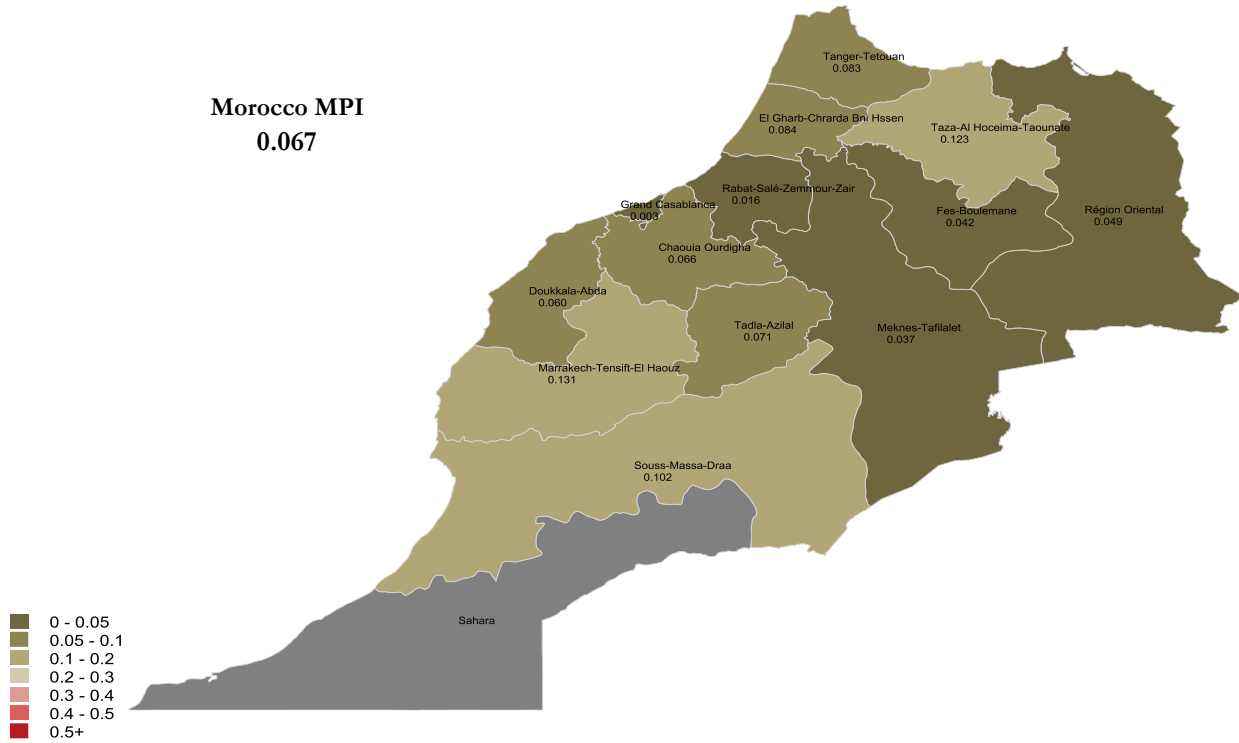 Morocco MPI
0.067
Tanger-Tetouan
0.083
El Gharb-Chrarda Bni Hssen
0.084
Taza-Al Hoceima-Taounate
0.123
Rabat-Salé-Zemmour-Zair
0.016
Grand Casablanca
0.003
Fes-Boulemane
0.042
Région Oriental
0.049
Chaouia Ourdigha
0.066
Doukkala-Abda
0.060
Tadla-Azilal
0.071
Meknes-Tafilalet
0.037
Marrakech-Tensift-El Haouz
0.131
Souss-Massa-Draa
0.102
Sahara
0 - 0.05
0.05 - 0.1
0.1 - 0.2
0.2 - 0.3
0.3 - 0.4
0.4 - 0.5
0.5+